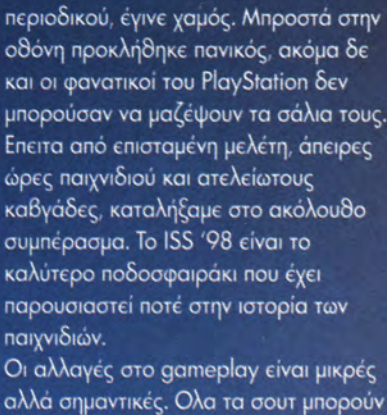 περιοδικού, έγινε χαμός. Μπροστά στην
οθόνη προκλήθηκε πανικός, ακόμα δε
και οι φανατικοί του PlayStation δεν
μπορούσαν να μαζέψουν τα σάλια τους.
Επειτα από επισταμένη μελέτη, άπειρες
ώρες παιχνιδιού και ατελείωτους
καβγάδες, καταλήξαμε στο ακόλουθο
συμπέρασμα. Το ISS ‘98 είναι το
καλύτερο ποδοσφαιράκι που έχει
παρουσιαστεί ποτέ στην ιστορία των
παιχνιδιών.
Οι αλλαγές στο gameplay είναι μικρές
αλλά σημαντικές. Ολα τα σουτ μπορούν